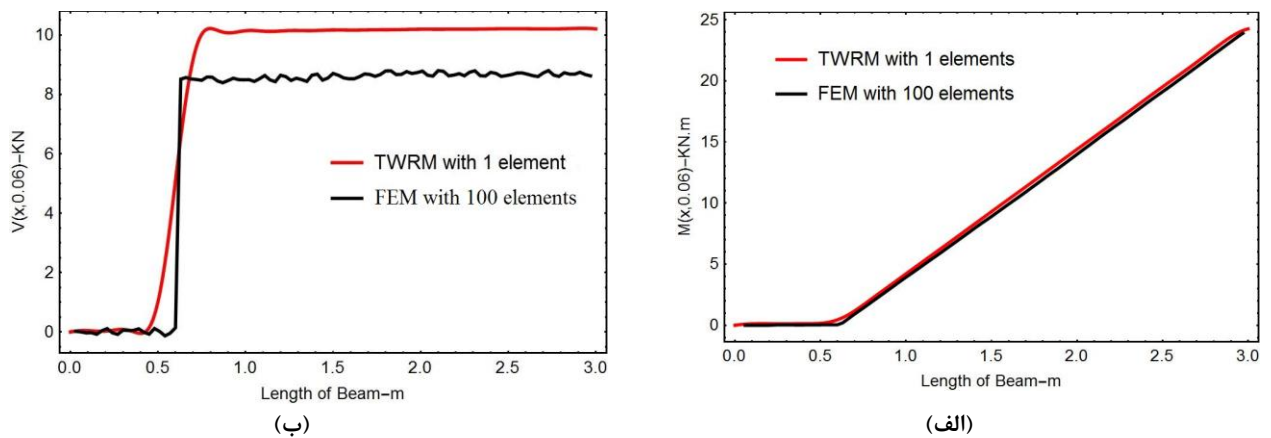 V(x,0.06)–KN
10
8
6
4
2
0
TWRM with 1 element
FEM with 100 elements
0.0 0.5 1.0 1.5 2.0 2.5 3.0
Length of Beam–m
(ب)
M(x,0.06)–KN.m
25
20
15
10
5
0
TWRM with 1 elements
FEM with 100 elements
0.0 0.5 1.0 1.5 2.0 2.5 3.0
Length of Beam–m
(الف)